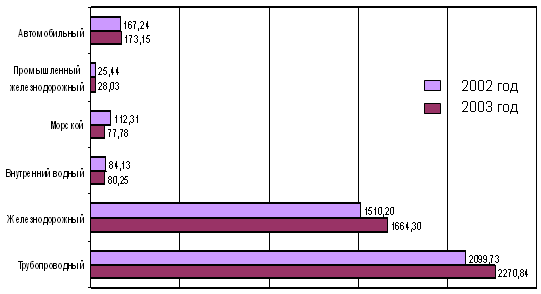 Автомобильный
167,24
173,15
Промышленный
железнодорожный
25,44
28,03
Морской
112,31
77,78
Внутренний водный
84,13
80,25
Железнодорожный
1510,20
1664,30
Трубопроводный
2099,73
2270,84
2002 год
2003 год